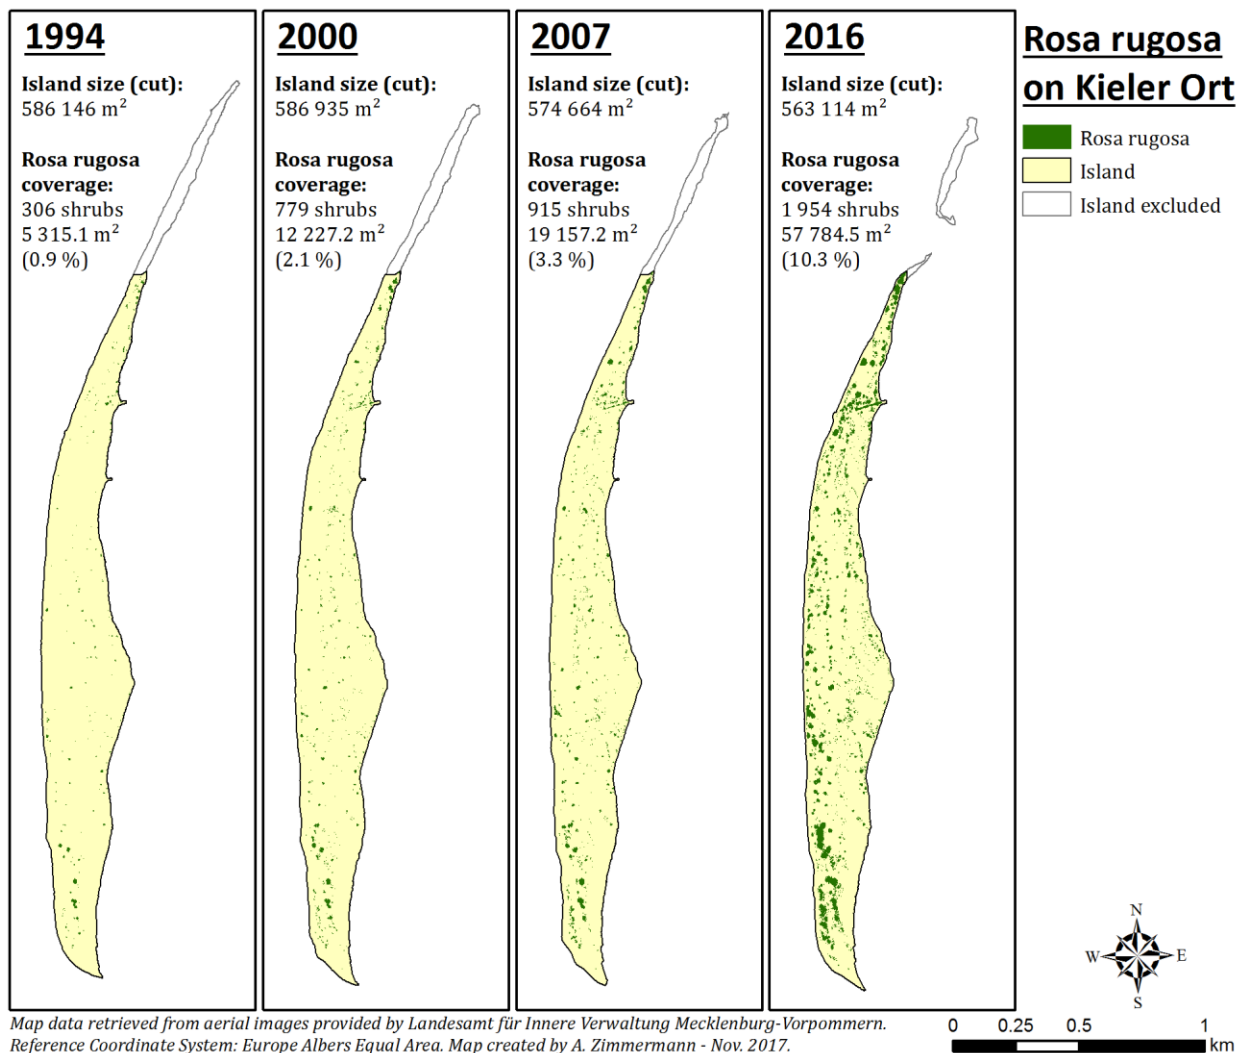 1994
Island size (cut):
586 146 m²
Rosa rugosa
coverage:
306 shrubs
5 315.1 m²
(0.9 %)
2000
Island size (cut):
586 935 m²
Rosa rugosa
coverage:
779 shrubs
12 227.2 m²
(2.1 %)
2007
Island size (cut):
574 664 m²
Rosa rugosa
coverage:
915 shrubs
19 157.2 m²
(3.3 %)
2016
Island size (cut):
563 114 m²
Rosa rugosa
coverage:
1 954 shrubs
57 784.5 m²
(10.3 %)
Rosa rugosa
on Kieler Ort
Rosa rugosa
Island
Island excluded
N
W E
S
0 0.25 0.5 1
km
Map data retrieved from aerial images provided by Landesamt für Innere Verwaltung Mecklenburg-Vorpommern.
Reference Coordinate System: Europe Albers Equal Area. Map created by A. Zimmermann - Nov. 2017.